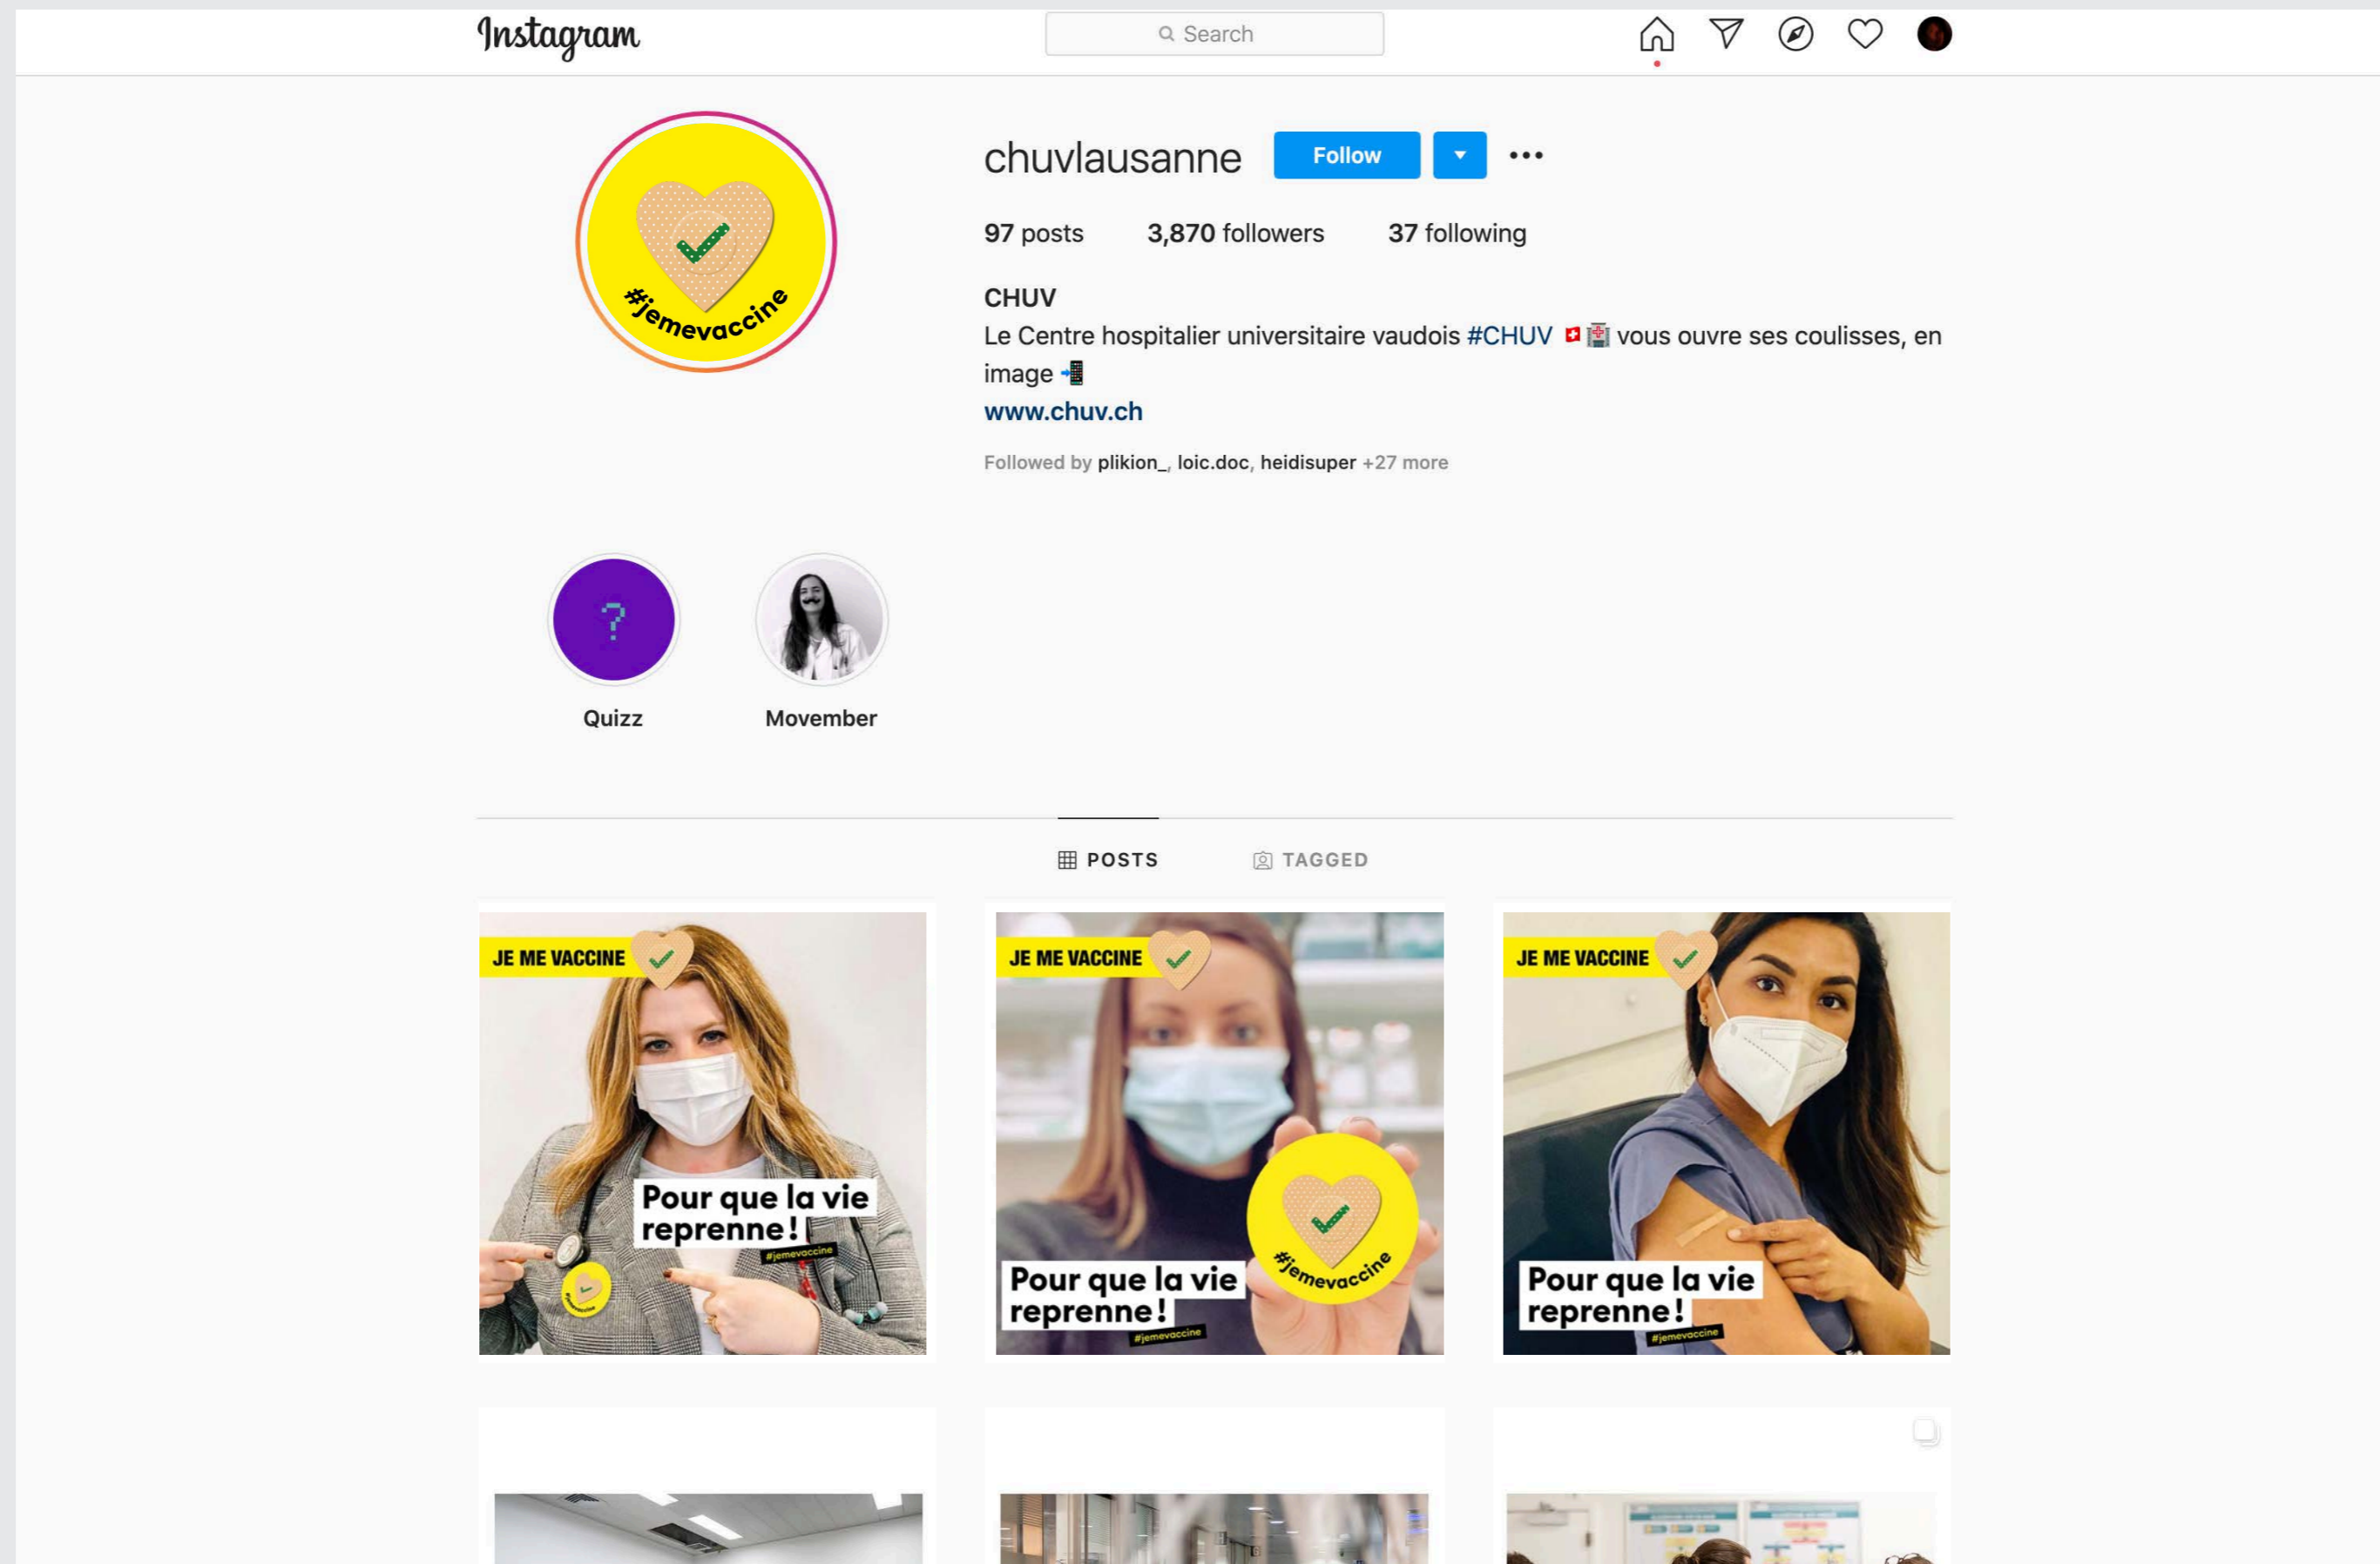 Instagram
Search
chuvlausanne
Follow
97 posts 3,870 followers 37 following
CHUV
Le Centre hospitalier universitaire vaudois #CHUV 🇨🇭🏥 vous ouvre ses coulisses, en
image 📲
www.chuv.ch
Followed by plikion_, loic.doc, heidisuper +27 more
#jemevaccine
?
Quizz
Movember
POSTS
TAGGED
JE ME VACCINE
Pour que la vie
reprenne!
#jemevaccine
#jemevaccine
JE ME VACCINE
#jemevaccine
Pour que la vie
reprenne!
#jemevaccine
JE ME VACCINE
Pour que la vie
reprenne!
#jemevaccine